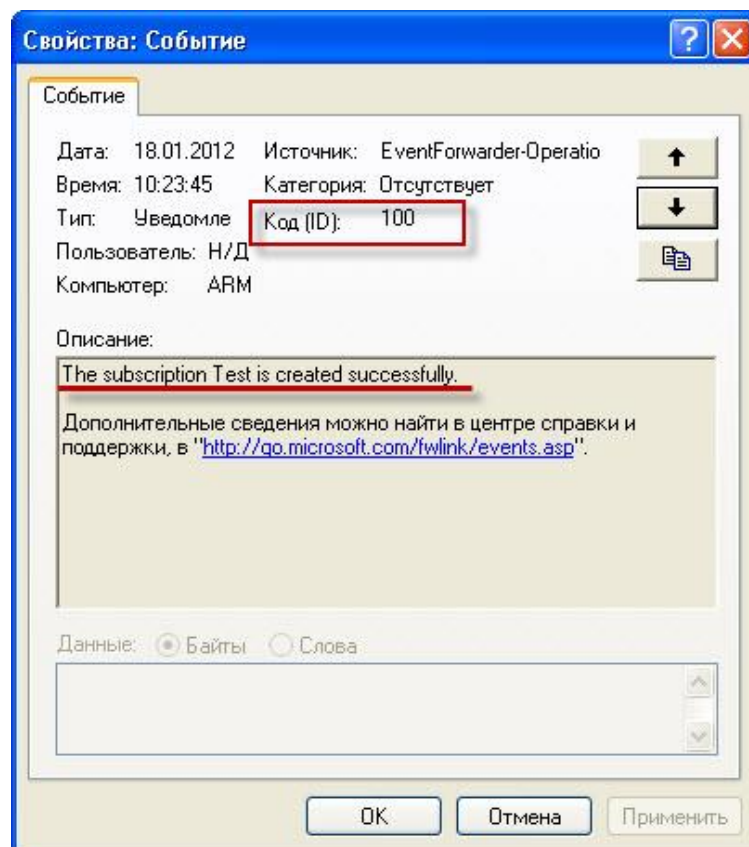 Свойства: Событие
Событие
Дата: 18.01.2012 Источник: EventForwarder-Operatio
Время: 10:23:45 Категория: Отсутствует
Тип: Уведомле Код (ID): 100
Пользователь: Н/Д
Компьютер: ARM
Описание:
The subscription Test is created successfully.
Дополнительные сведения можно найти в центре справки и
поддержки, в "http://go.microsoft.com/fwlink/events.asp".
Данные: Байты Слова
ОК Отмена Применить